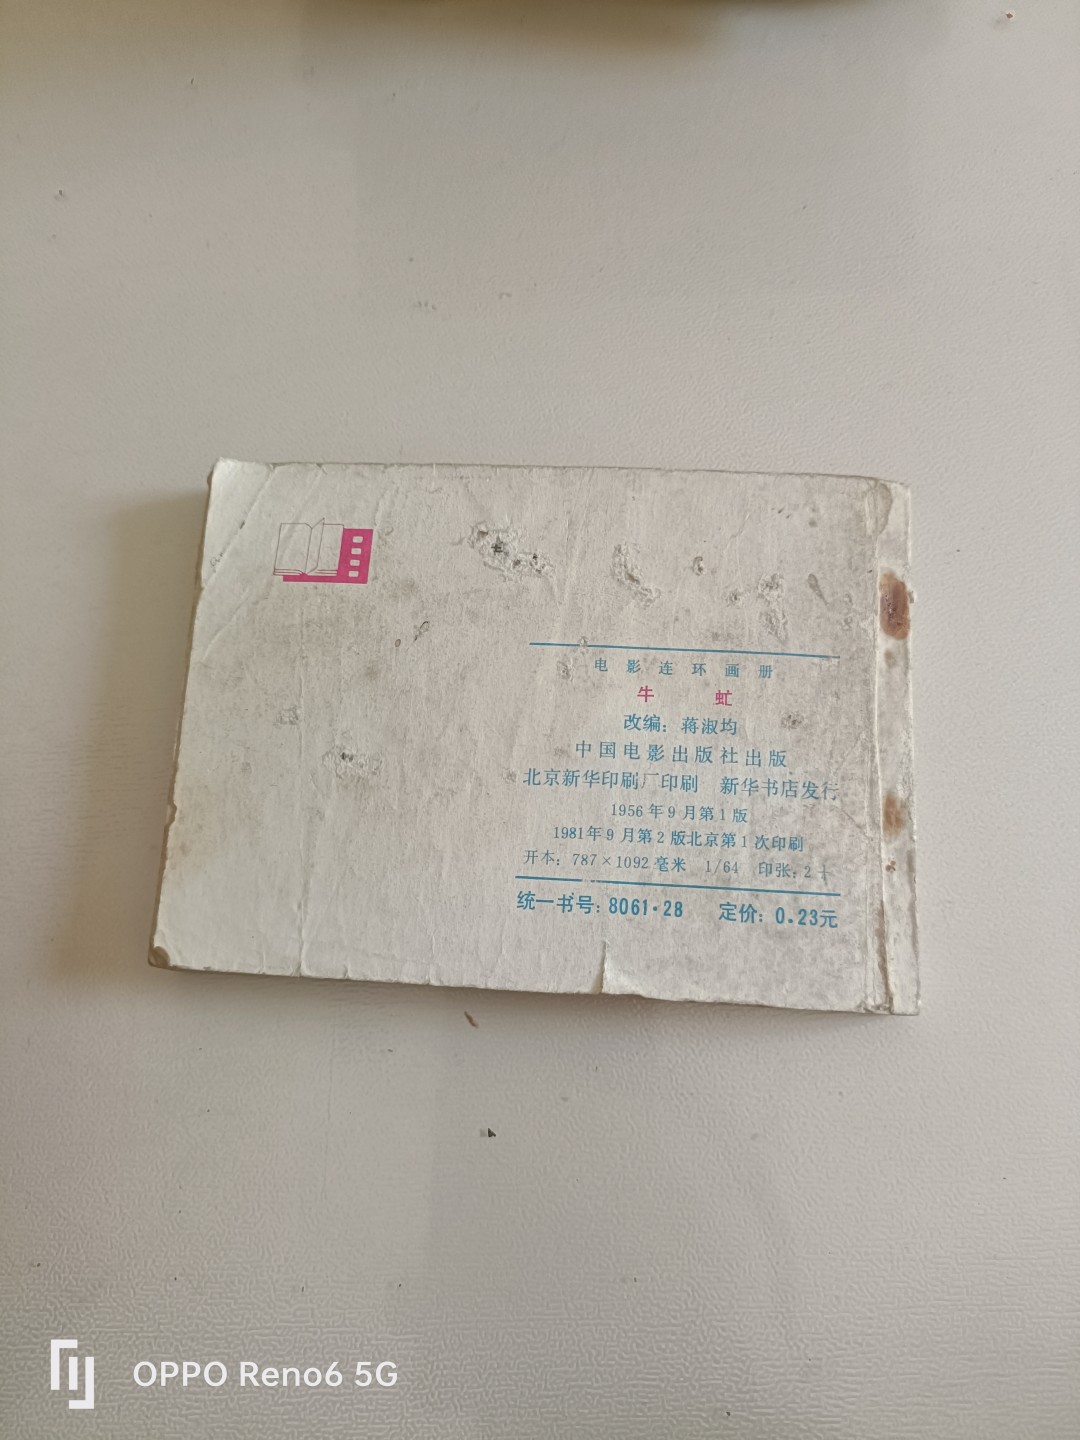 电影连环画册
牛虻
改编：蒋淑均
中国电影出版社出版
北京新华印刷厂印刷 新华书店发行
1956年9月第1版
1981年9月第2版北京第1次印刷
开本：787×1092毫米 1/64 印张：2
统一书号：8061·28 定价：0.23元
OPPO Reno6 5G